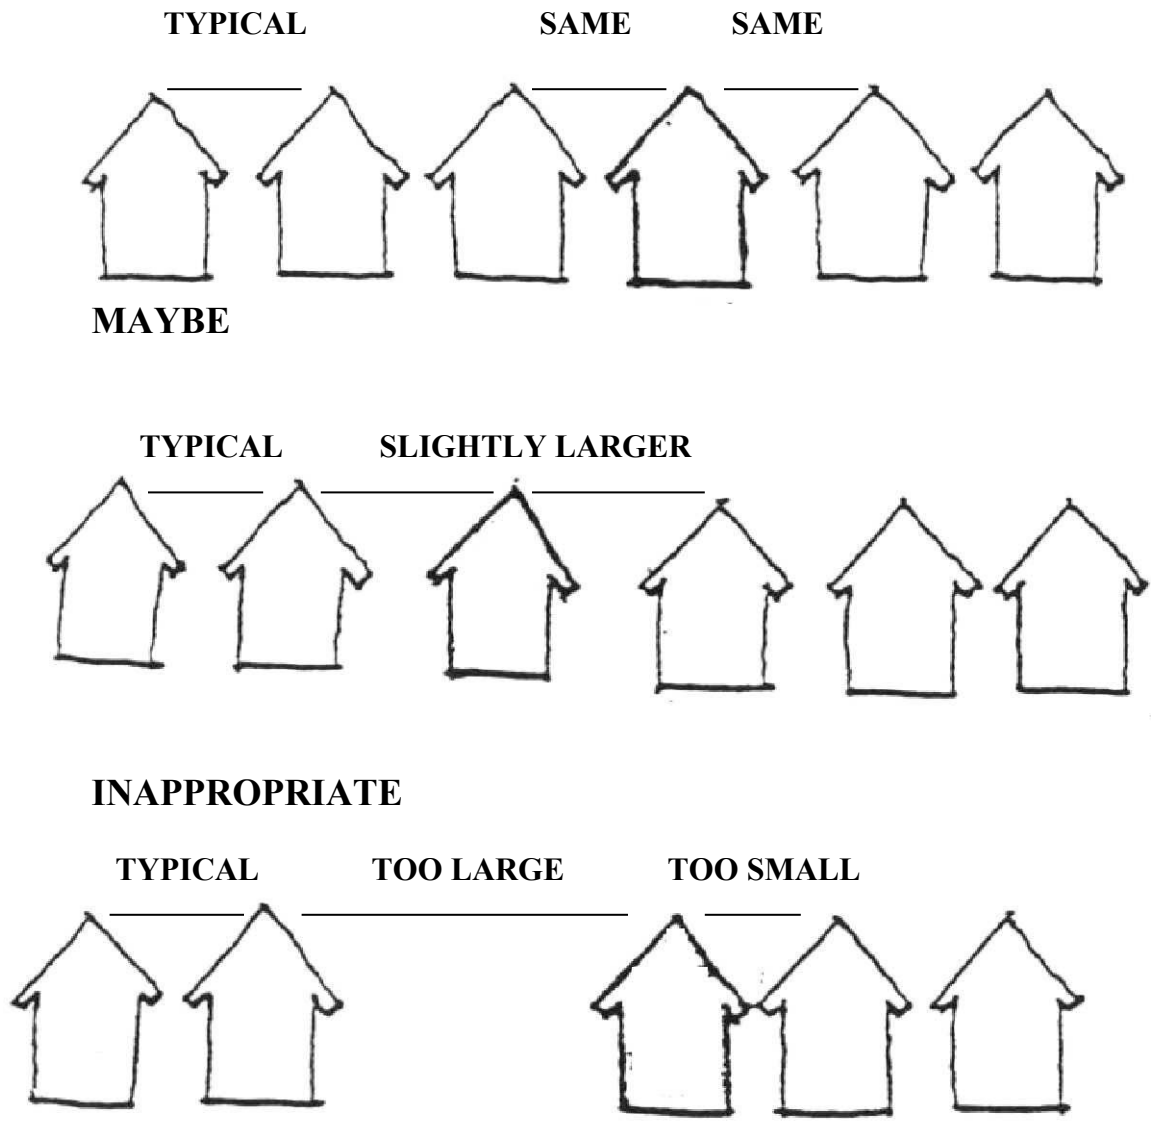 TYPICAL SAME SAME
MAYBE
TYPICAL SLIGHTLY LARGER
INAPPROPRIATE
TYPICAL TOO LARGE TOO SMALL